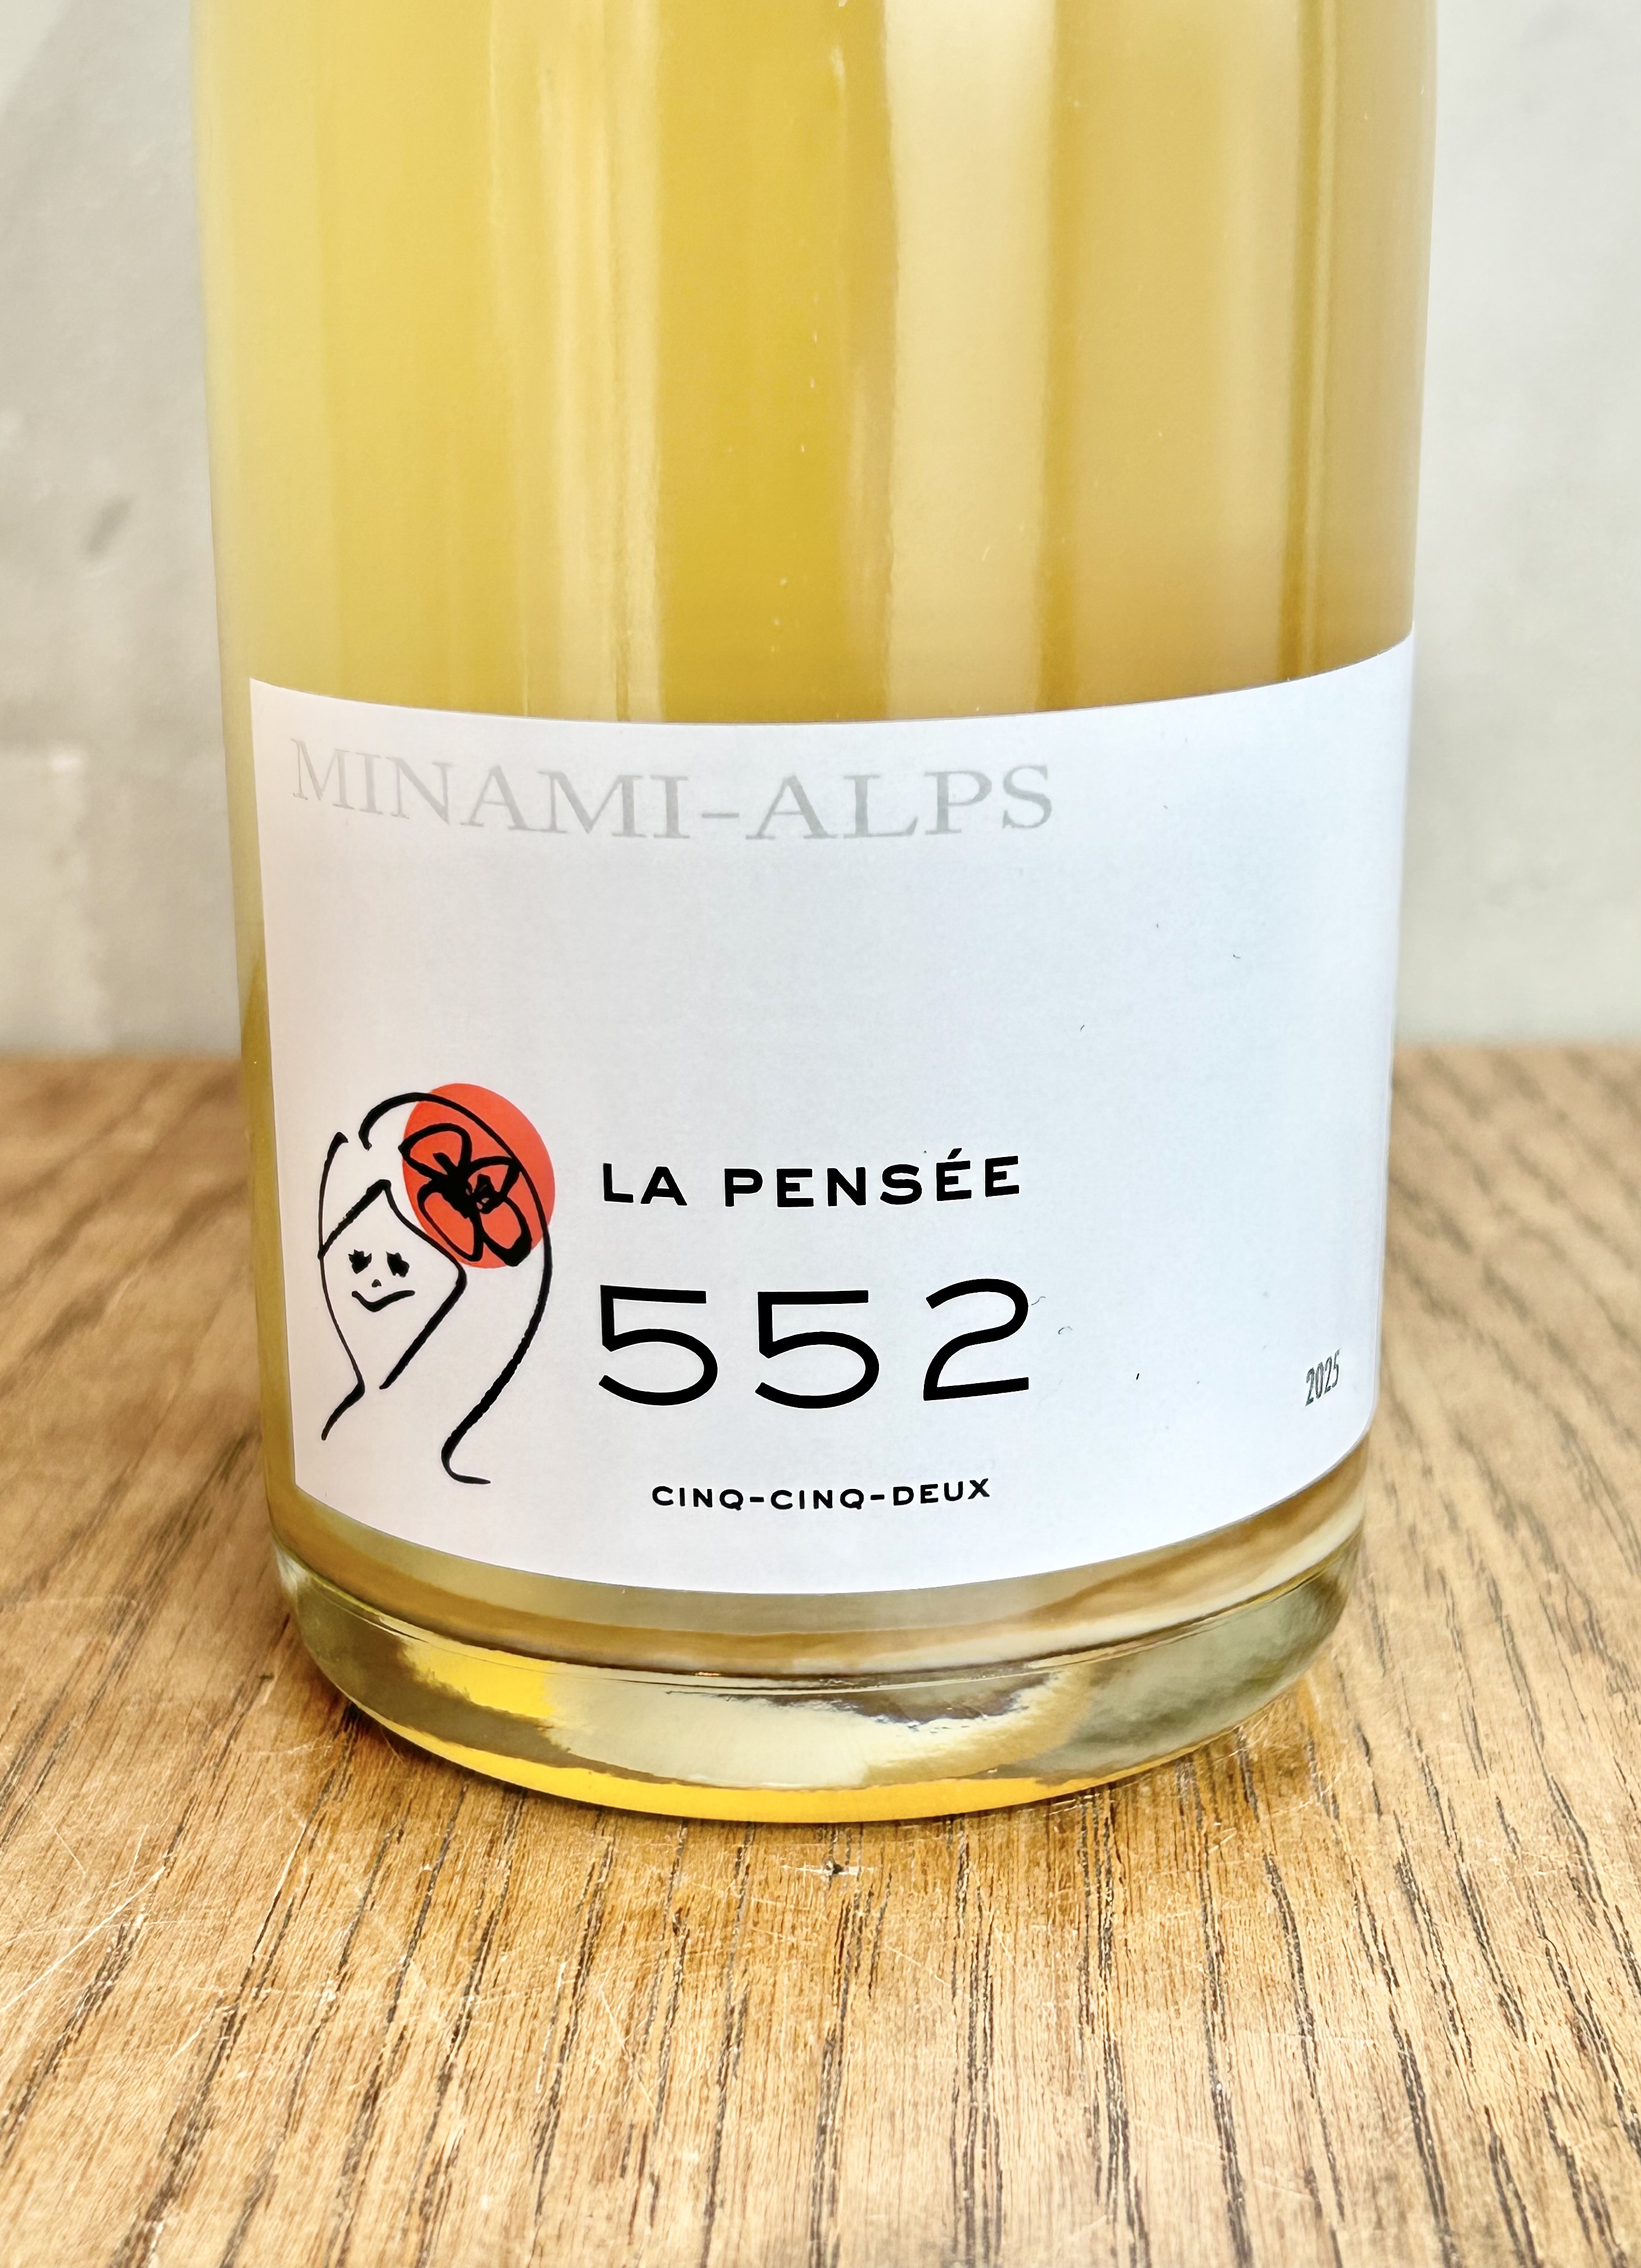 MINAMI-ALPS
LA PENSÉE
552
2025
CINQ-CINQ-DEUX